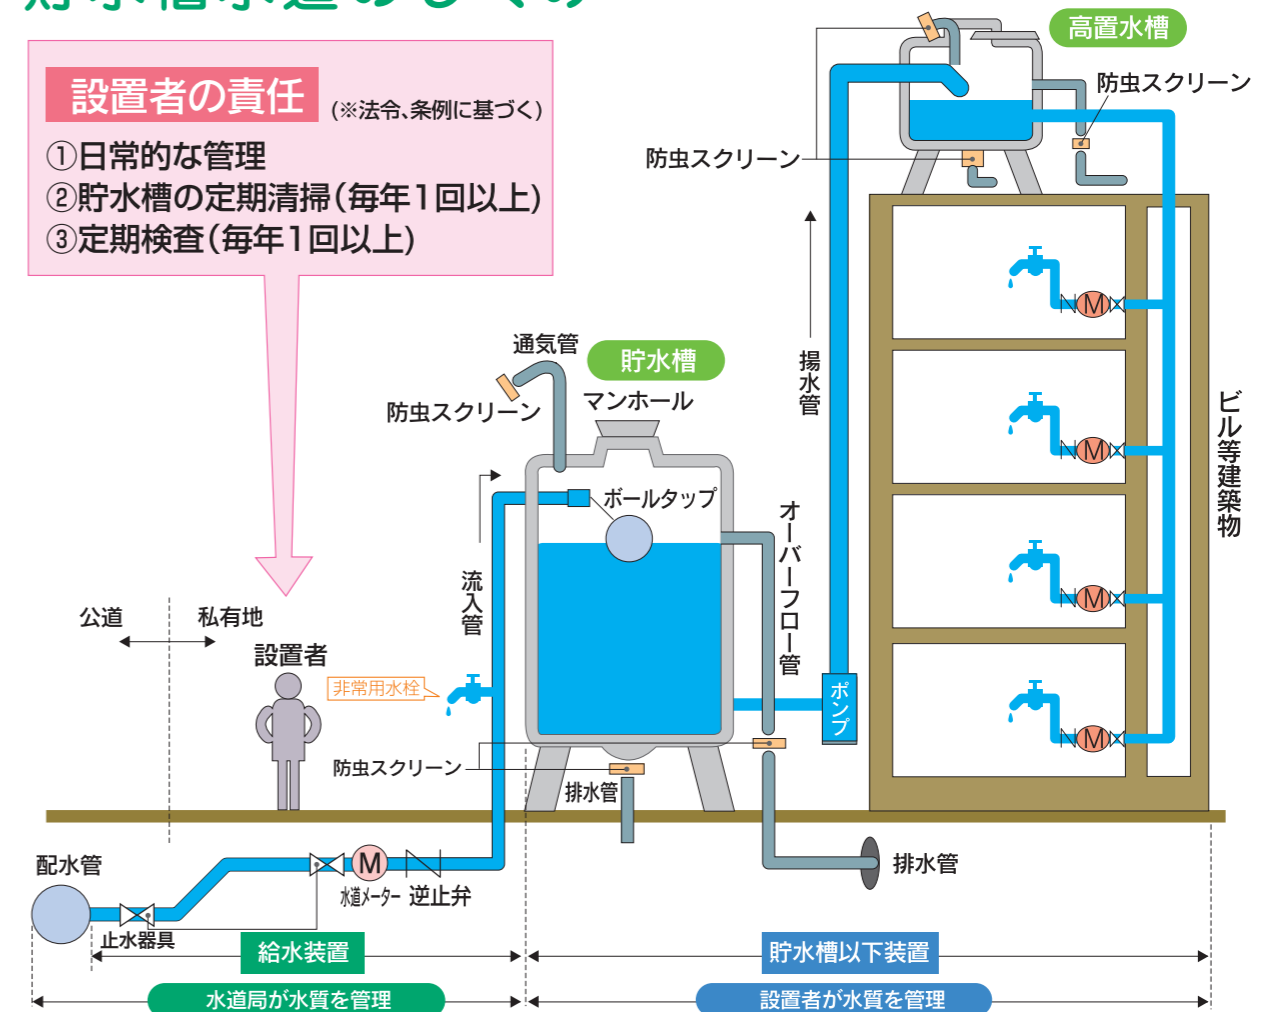 貯水槽水道のしくみ
高置水槽
設置者の責任 (※法令、条例に基づく)
①日常的な管理
②貯水槽の定期清掃(毎年1回以上)
③定期検査(毎年1回以上)
防虫スクリーン
防虫スクリーン
揚水管
通気管
貯水槽
防虫スクリーン
マンホール
ボールタップ
オーバーフロー管
流入管
ビル等建築物
M
M
M
M
公道
私有地
設置者
非常用水栓
ポンプ
防虫スクリーン
排水管
配水管
M
水道メーター
逆止弁
排水管
止水器具
給水装置
貯水槽以下装置
水道局が水質を管理
設置者が水質を管理